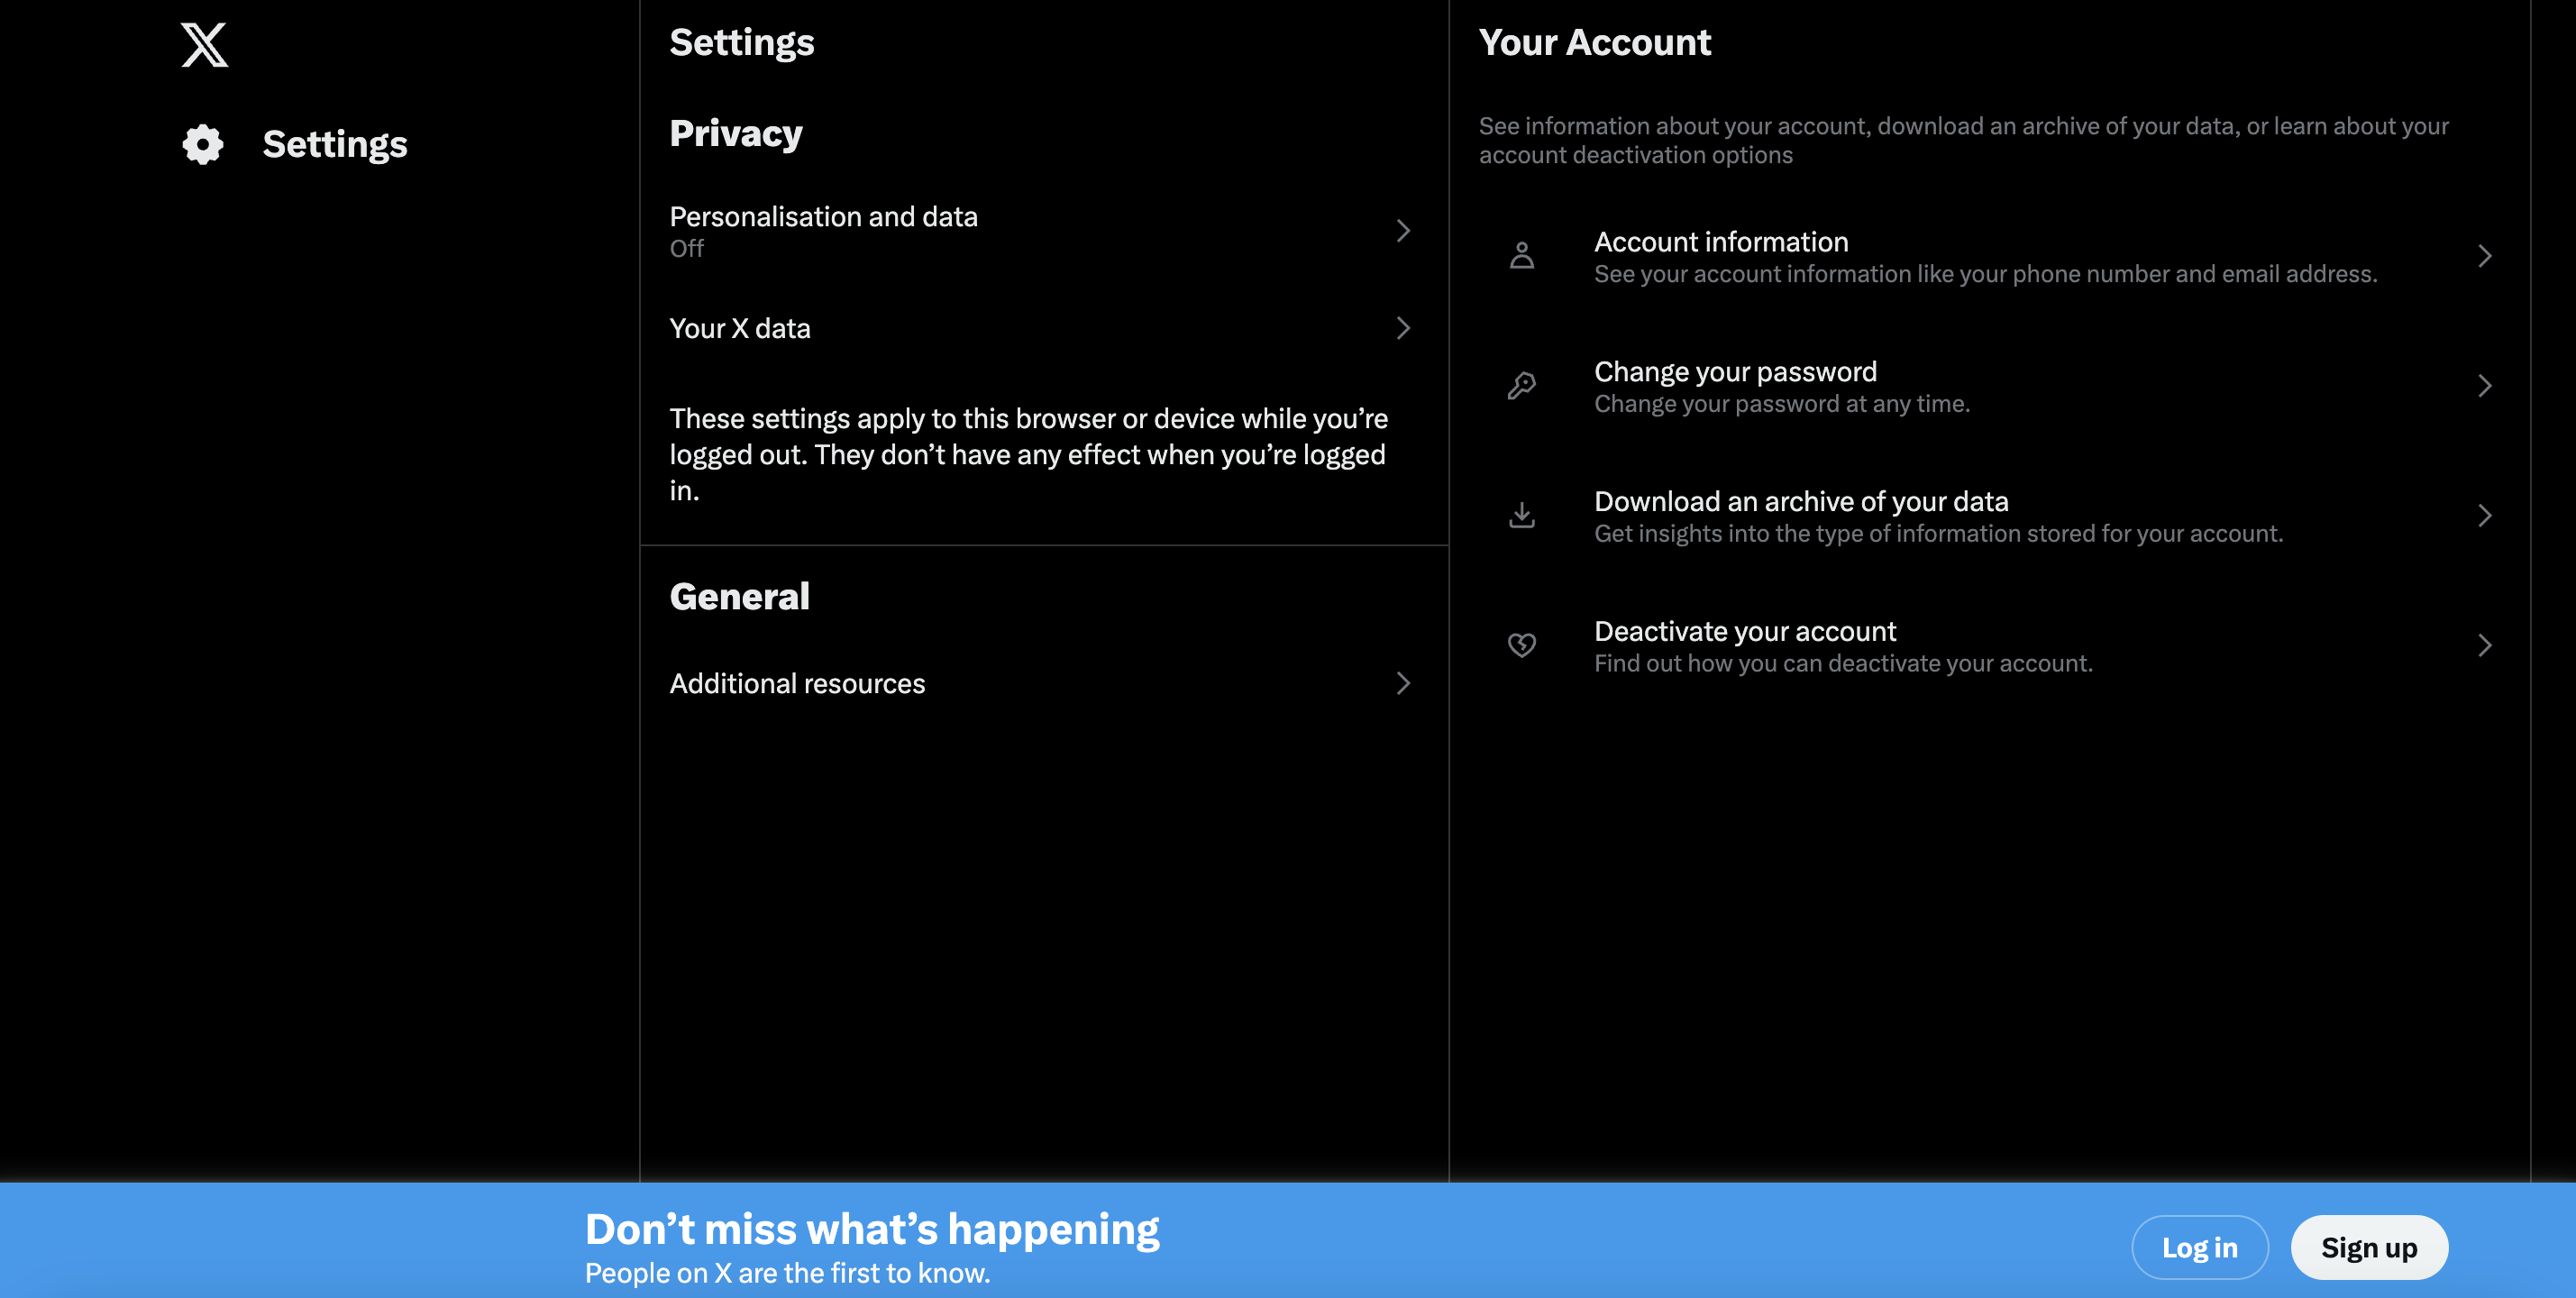 Settings
Settings
Privacy
Personalisation and data
Off
Your X data
These settings apply to this browser or device while you’re
logged out. They don’t have any effect when you’re logged
in.
General
Additional resources
Your Account
See information about your account, download an archive of your data, or learn about your
account deactivation options
Account information
See your account information like your phone number and email address.
Change your password
Change your password at any time.
Download an archive of your data
Get insights into the type of information stored for your account.
Deactivate your account
Find out how you can deactivate your account.
Don’t miss what’s happening
People on X are the first to know.
Log in
Sign up